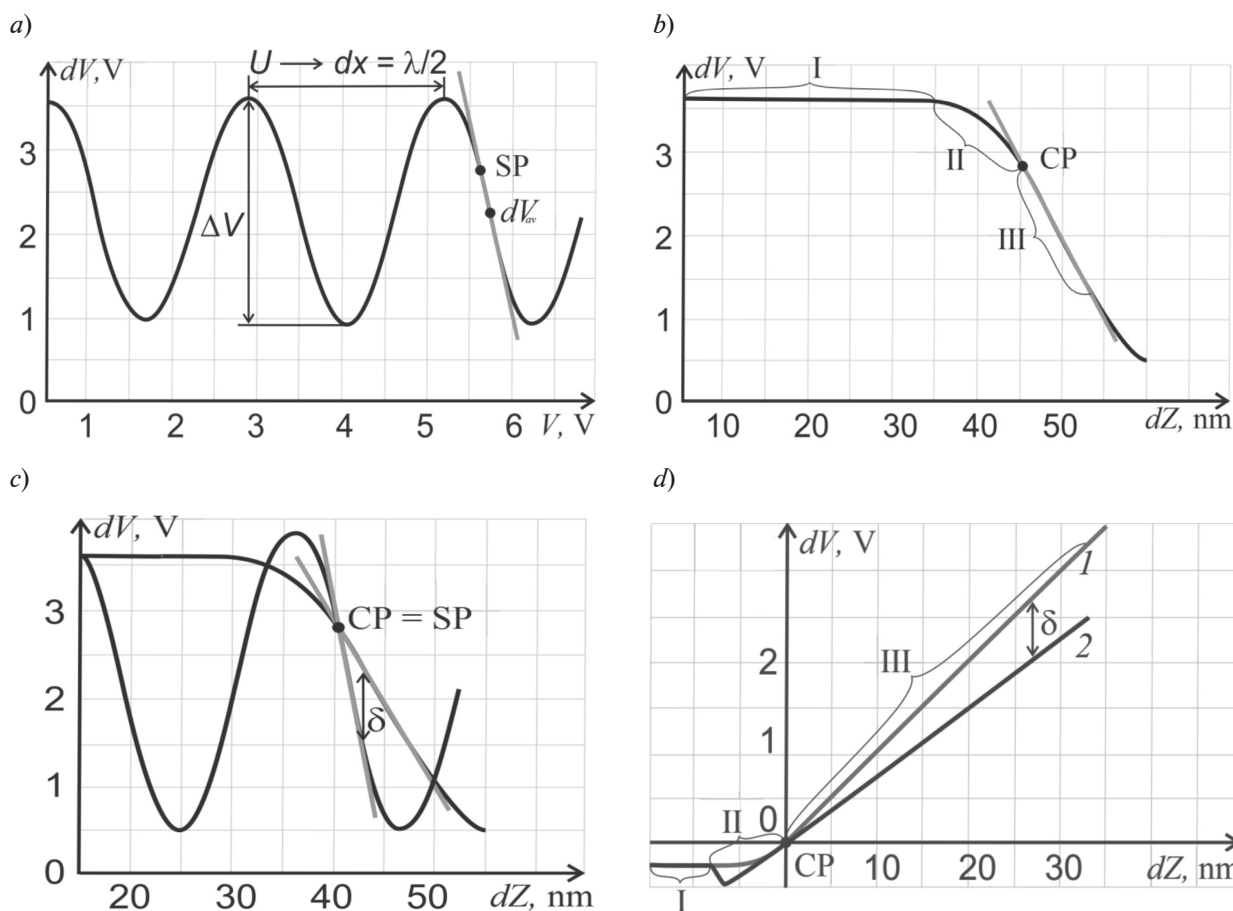 a)
dV, V
U → dx = λ/2
3
SP
dVav
ΔV
2
1
0
1 2 3 4 5 6 V, V
b)
dV, V
I
3
II
CP
2
III
1
0
10 20 30 40 50 dZ, nm
c)
dV, V
3
CP = SP
2
δ
1
0
20 30 40 50 dZ, nm
d)
dV, V
1
δ
2
III
2
1
II
0
CP
10 20 30
I
dZ, nm